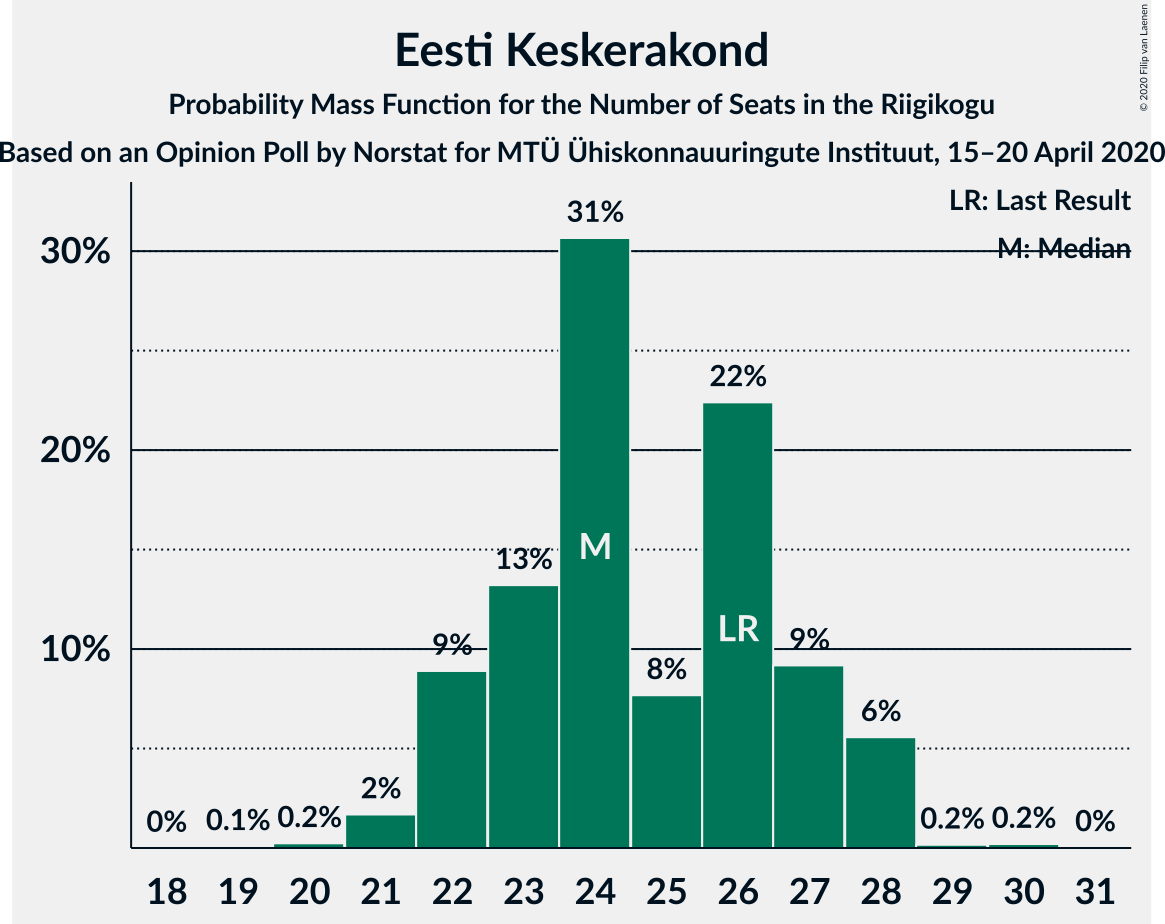 Eesti Keskerakond
Probability Mass Function for the Number of Seats in the Riigikogu
Based on an Opinion Poll by Norstat for MTÜ Ühiskonnauuringute Instituut, 15–20 April 2020
© 2020 Filip van Laenen
LR: Last Result
M: Median
30%
20%
10%
0% 0.1% 0.2% 2% 9% 13% 31% 8% 22% 9% 6% 0.2% 0.2% 0%
M
LR
18 19 20 21 22 23 24 25 26 27 28 29 30 31